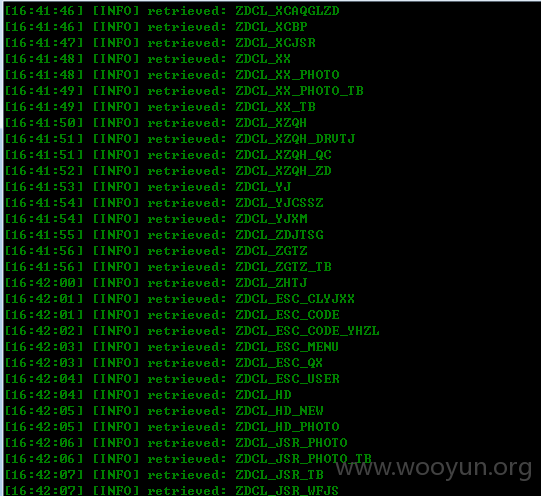 [16:41:46] [INFO] retrieved: ZDCL_XCAQGLZD
[16:41:46] [INFO] retrieved: ZDCL_XCBP
[16:41:47] [INFO] retrieved: ZDCL_XCJSR
[16:41:48] [INFO] retrieved: ZDCL_XX
[16:41:48] [INFO] retrieved: ZDCL_XX_PHOTO
[16:41:49] [INFO] retrieved: ZDCL_XX_PHOTO_TB
[16:41:49] [INFO] retrieved: ZDCL_XX_TB
[16:41:50] [INFO] retrieved: ZDCL_XZQH
[16:41:51] [INFO] retrieved: ZDCL_XZQH_DRVTJ
[16:41:51] [INFO] retrieved: ZDCL_XZQH_QC
[16:41:52] [INFO] retrieved: ZDCL_XZQH_ZD
[16:41:53] [INFO] retrieved: ZDCL_YJ
[16:41:54] [INFO] retrieved: ZDCL_YJCSSZ
[16:41:54] [INFO] retrieved: ZDCL_YJXM
[16:41:55] [INFO] retrieved: ZDCL_ZDJTSG
[16:41:56] [INFO] retrieved: ZDCL_ZGTZ
[16:41:56] [INFO] retrieved: ZDCL_ZGTZ_TB
[16:42:00] [INFO] retrieved: ZDCL_ZHTJ
[16:42:01] [INFO] retrieved: ZDCL_ESC_CLYJXX
[16:42:01] [INFO] retrieved: ZDCL_ESC_CODE
[16:42:02] [INFO] retrieved: ZDCL_ESC_CODE_YHZL
[16:42:03] [INFO] retrieved: ZDCL_ESC_MENU
[16:42:03] [INFO] retrieved: ZDCL_ESC_QX
[16:42:04] [INFO] retrieved: ZDCL_ESC_USER
[16:42:04] [INFO] retrieved: ZDCL_HD
[16:42:05] [INFO] retrieved: ZDCL_HD_NEW
[16:42:05] [INFO] retrieved: ZDCL_HD_PHOTO
[16:42:06] [INFO] retrieved: ZDCL_JSR_PHOTO
[16:42:06] [INFO] retrieved: ZDCL_JSR_PHOTO_TB
[16:42:07] [INFO] retrieved: ZDCL_JSR_TB
[16:42:07] [INFO] retrieved: ZDCL_JSR_WFJS
www.wooyun.org